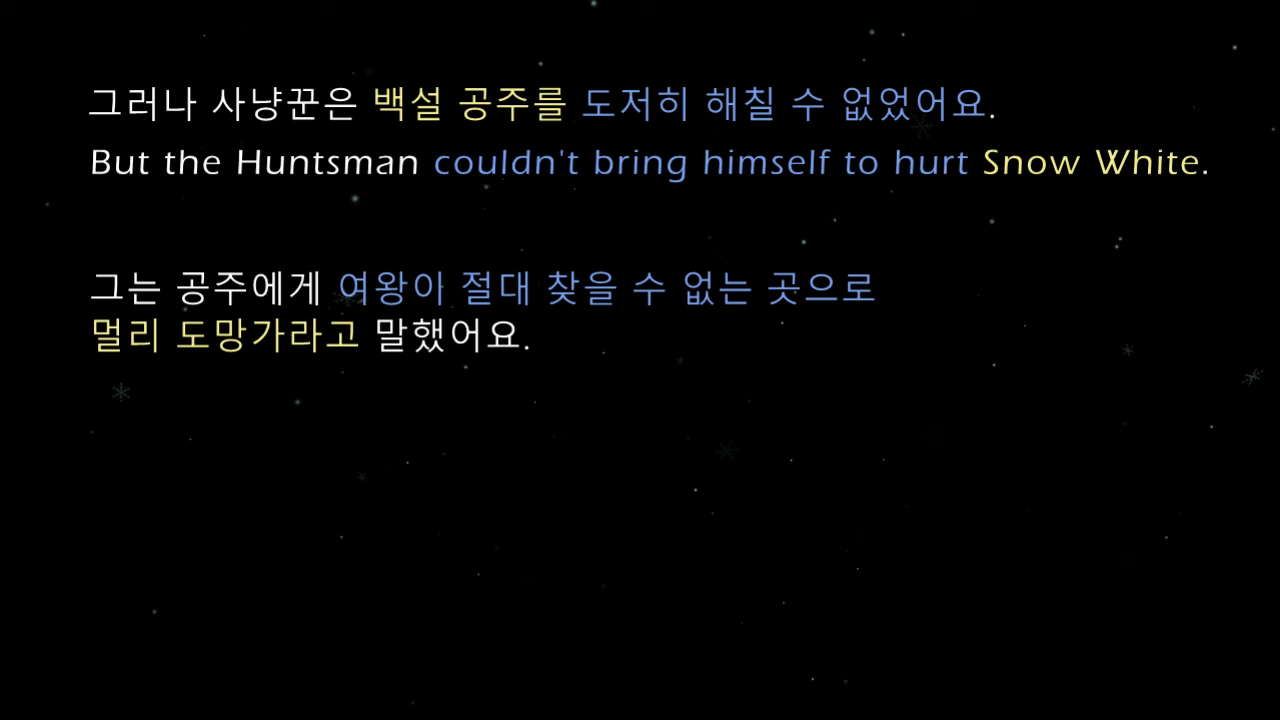 그러나 사냥꾼은 백설 공주를 도저히 해칠 수 없었어요.
But the Huntsman couldn't bring himself to hurt Snow White.
그는 공주에게 여왕아 절대 찾을 수 없는 곳으로
멀리 도망가라고 말했어요.